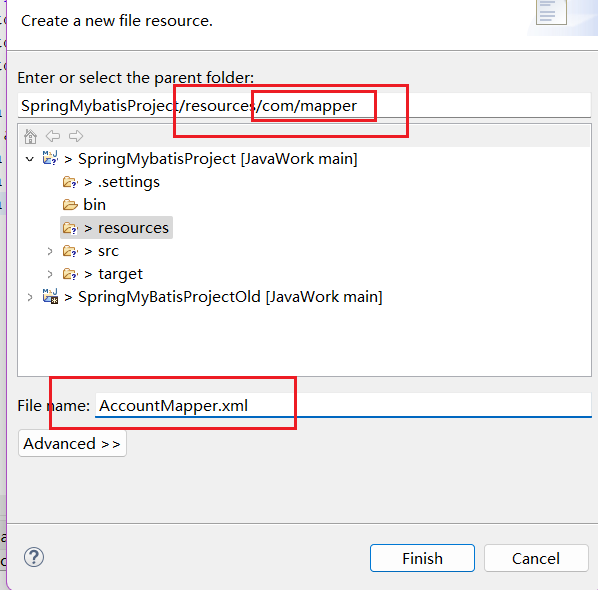 Create a new file resource.
Enter or select the parent folder:
SpringMybatisProject/resources/com/mapper
> SpringMybatisProject [JavaWork main]
> .settings
bin
> resources
> src
> target
> SpringMyBatisProjectOld [JavaWork main]
File name: AccountMapper.xml
Advanced >>
Finish Cancel